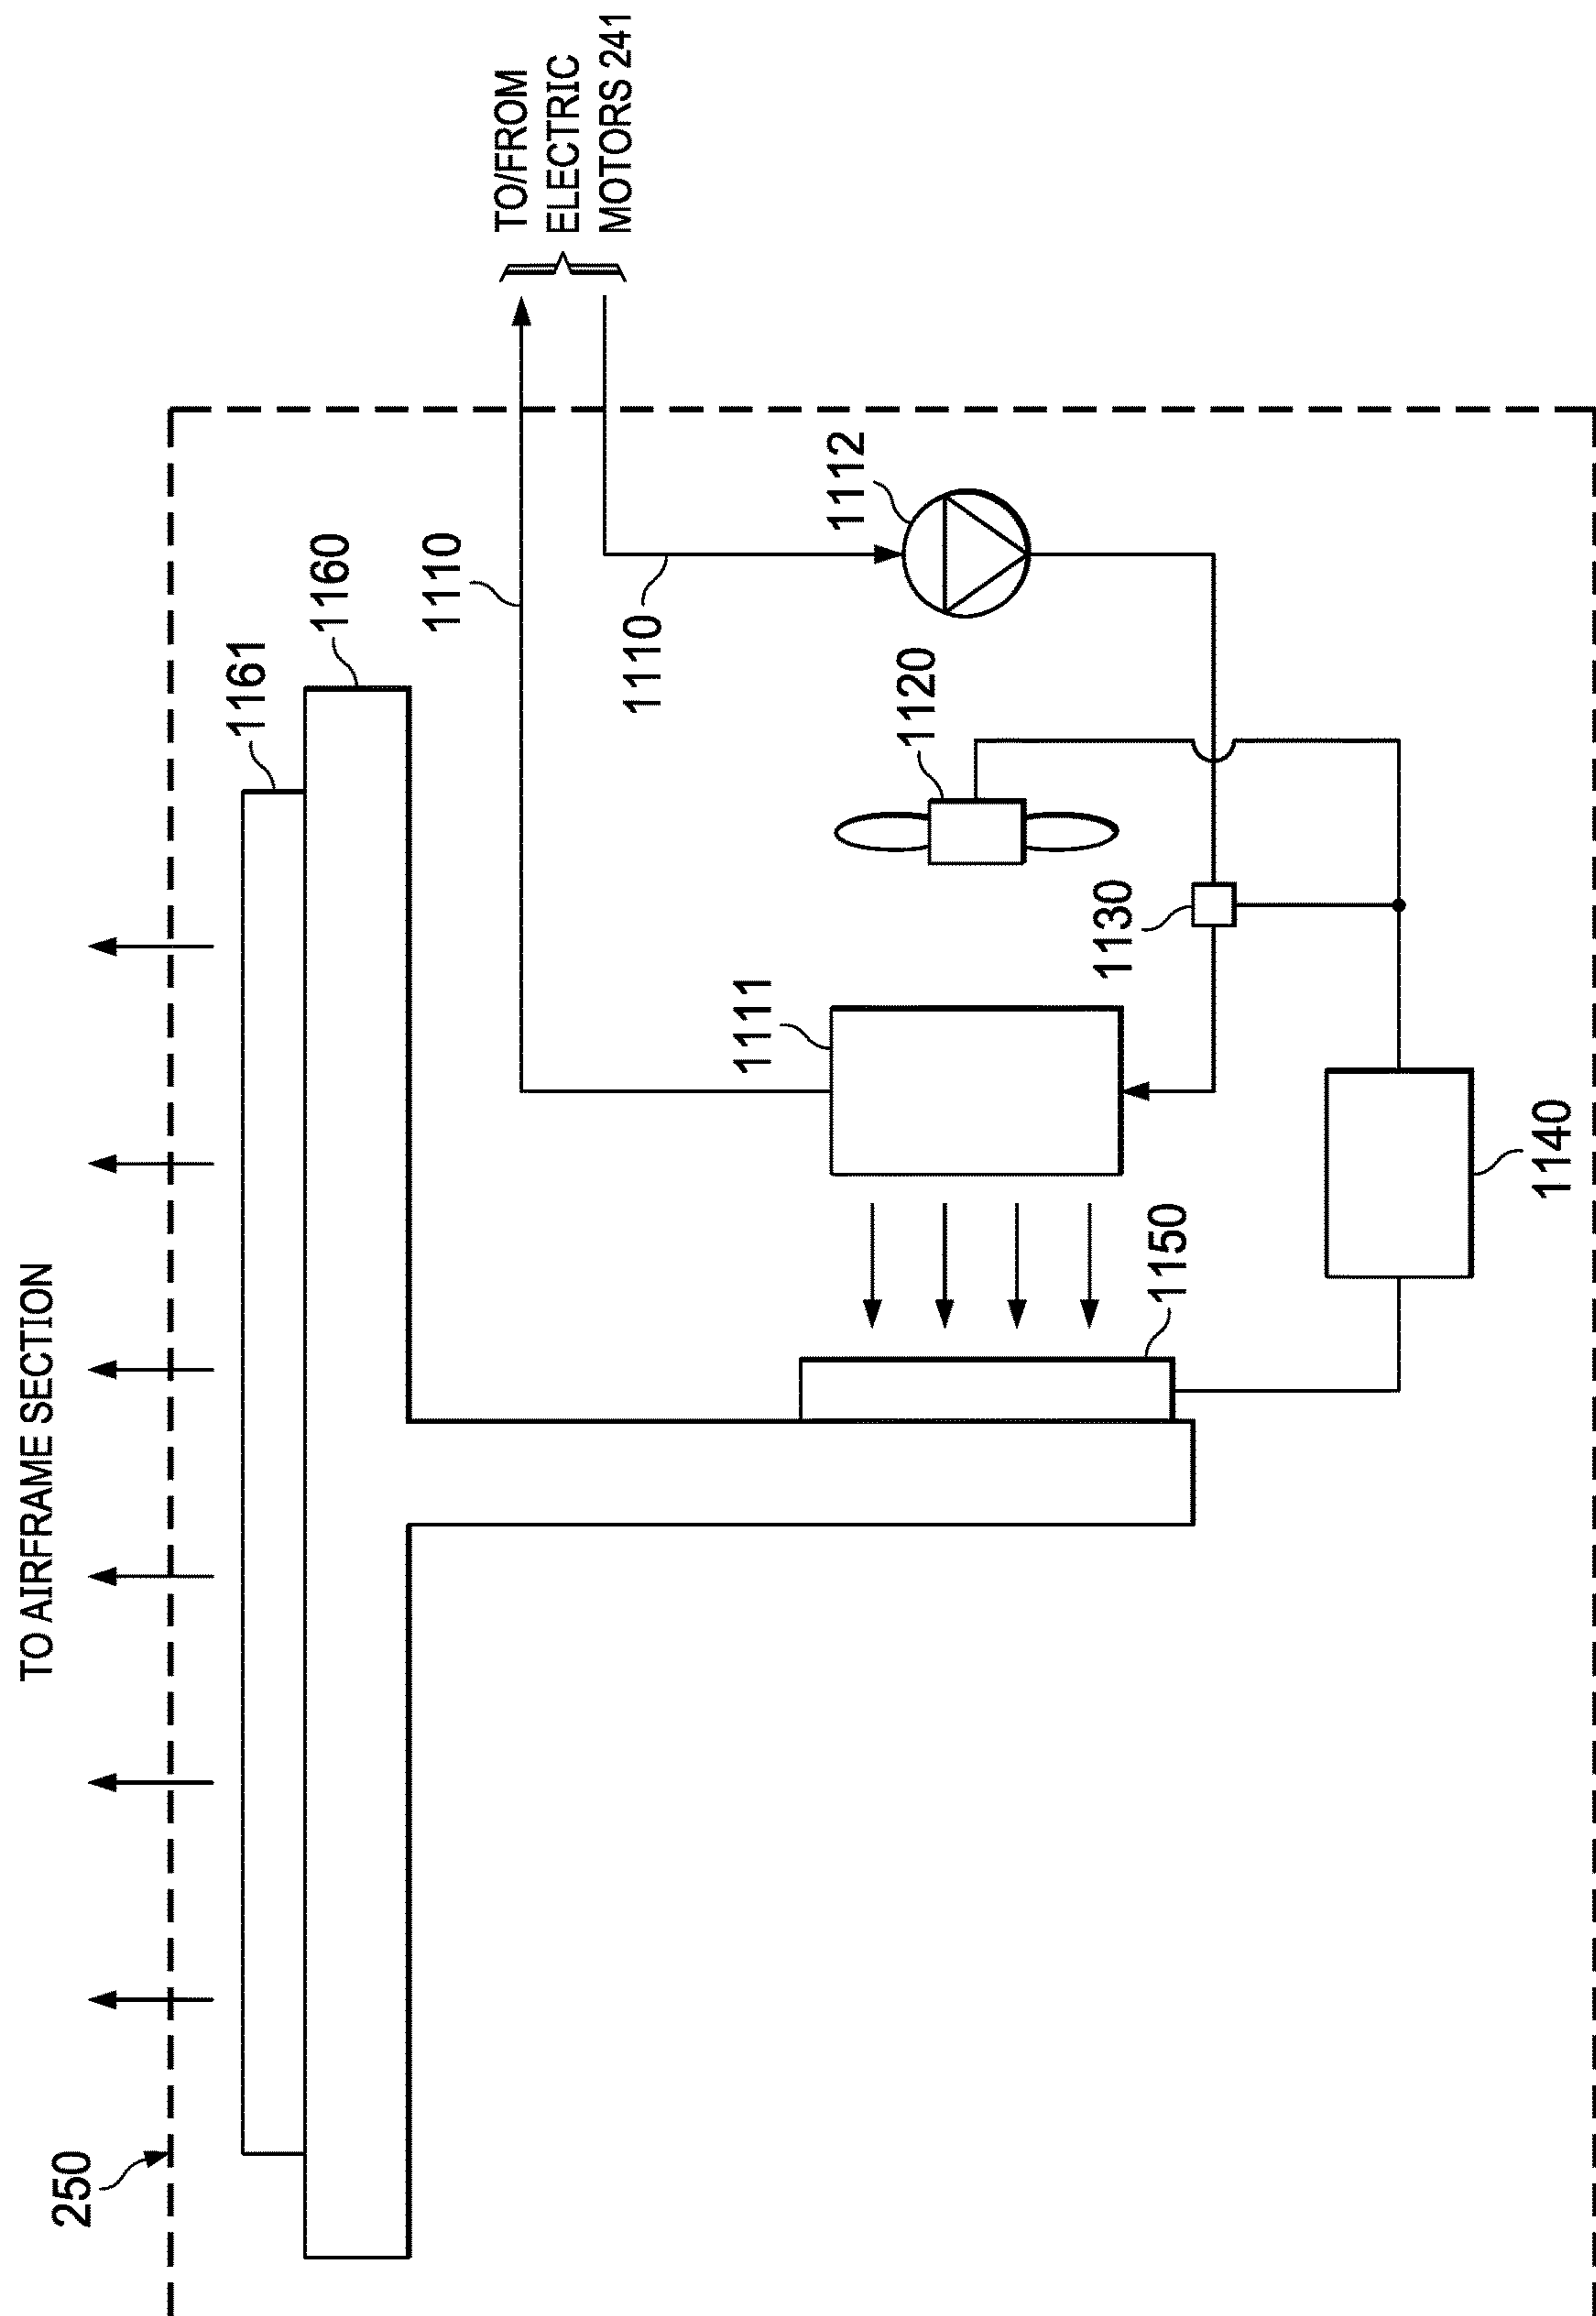 TO AIRFRAME SECTION
250
1161
1160
1110
TO/FROM
ELECTRIC
MOTORS 241
1110
1112
1120
1111
1130
1150
1140